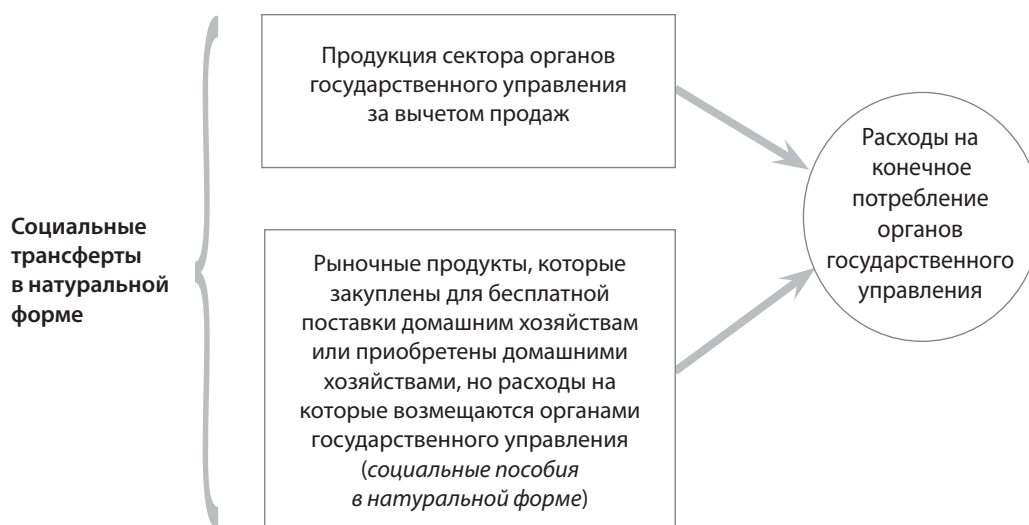 Продукция сектора органов
государственного управления
за вычетом продаж
Расходы на
конечное
потребление
органов
государственного
управления
Социальные
трансферты
в натуральной
форме
Рыночные продукты, которые
закуплены для бесплатной
поставки домашним хозяйствам
или приобретены домашними
хозяйствами, но расходы на
которые возмещаются органами
государственного управления
(социальные пособия
в натуральной форме)